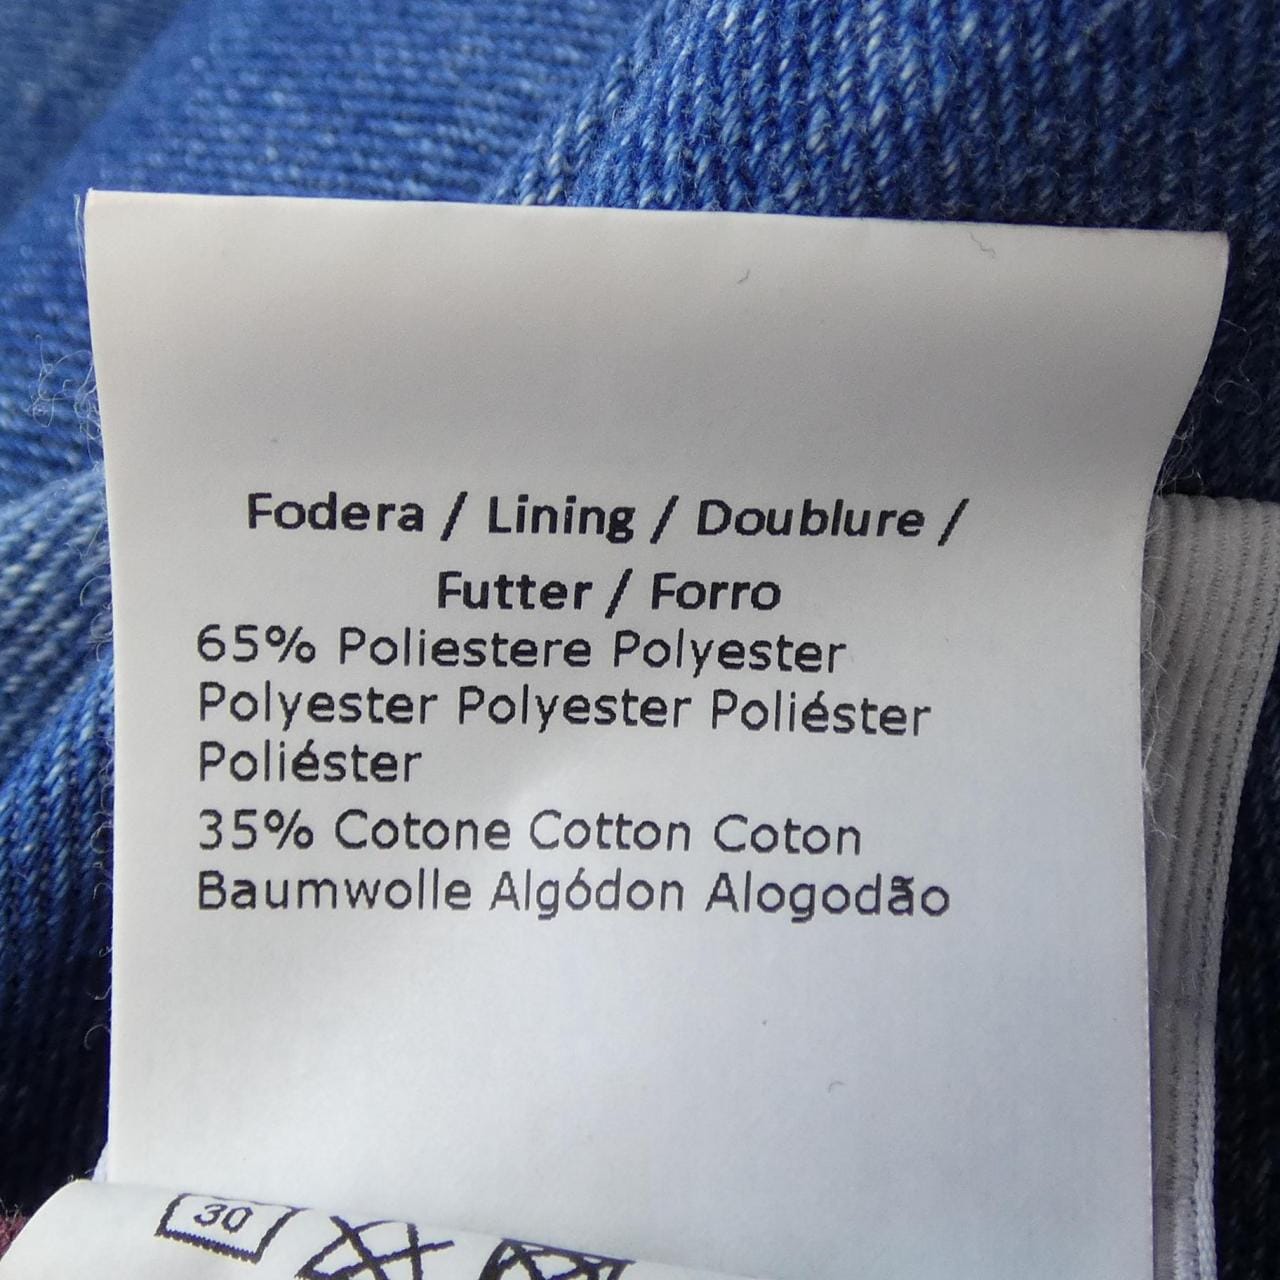 Fodera / Lining / Doublure /
Futter / Forro
65% Poliestere Polyester
Polyester Polyester Poliéster
Poliéster
35% Cotone Cotton Coton
Baumwolle Algódon Alogodão
30